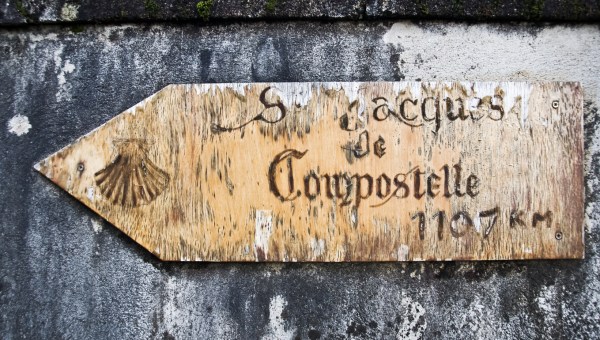 St Jacques
de
Compostelle
1107 KM